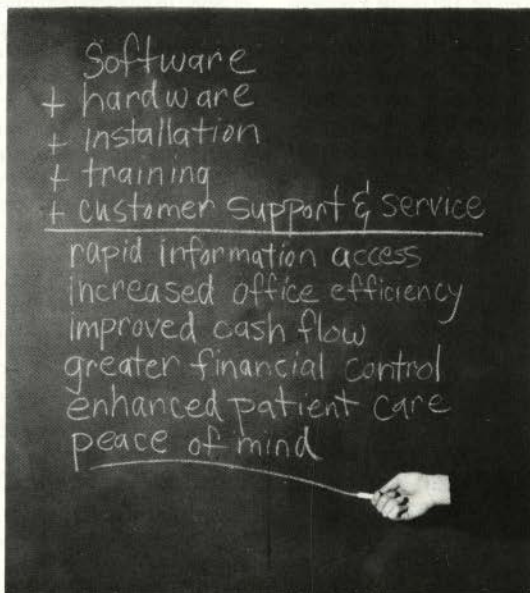 Software
+ hardware
+ installation
+ training
+ customer support & service
rapid information access
increased office efficiency
improved cash flow
greater financial control
enhanced patient care
peace of mind